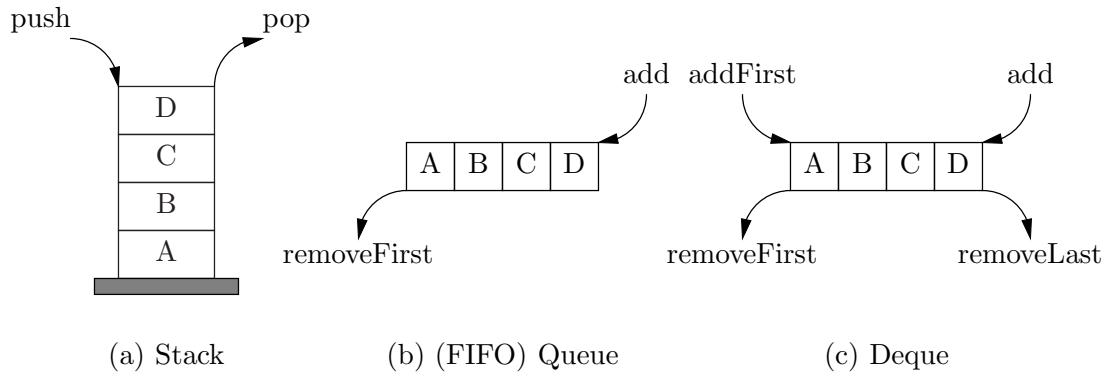 push
pop
D
C
B
A
(a) Stack
add
A B C D
removeFirst
(b) (FIFO) Queue
addFirst
add
A B C D
removeFirst
removeLast
(c) Deque